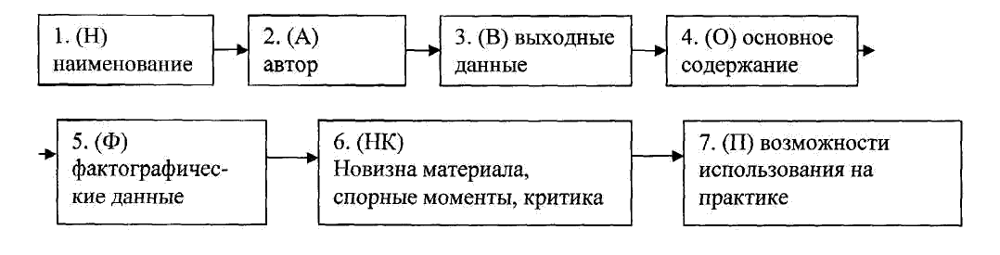 1. (Н)
наименование
2. (А)
автор
3. (В) выходные
данные
4. (О) основное
содержание
5. (Ф)
фактографичес-
кие данные
6. (НК)
Новизна материала,
спорные моменты, критика
7. (П) возможности
использования на
практике